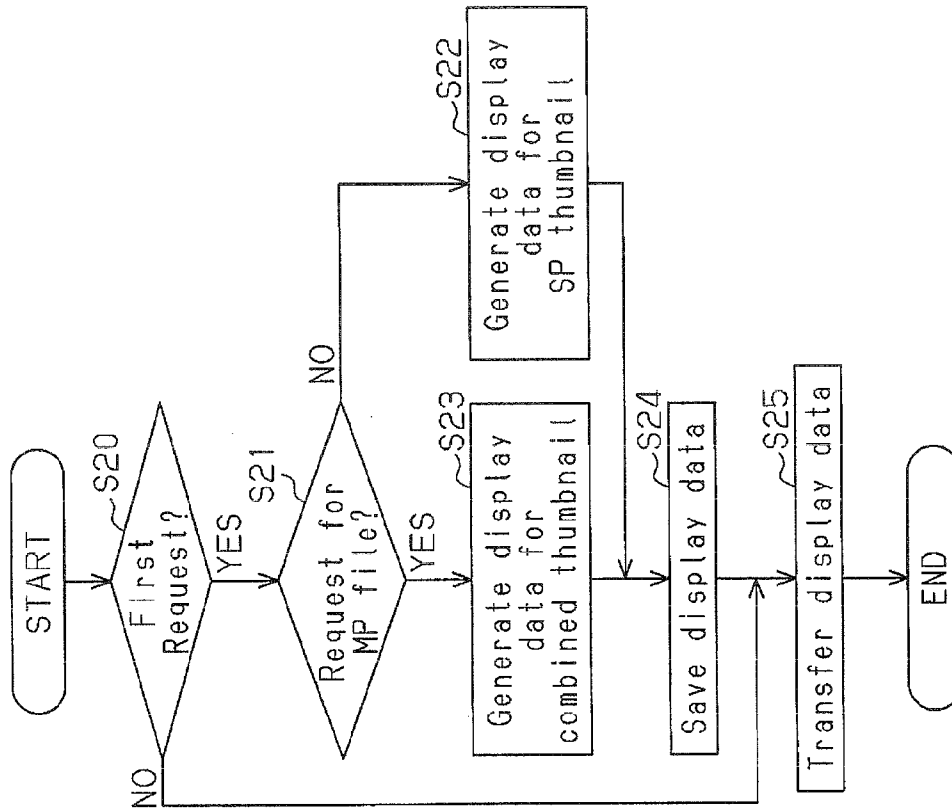 START
S20
First
Request?
NO
YES
S21
Request for
MP file?
NO
YES
S22
Generate display
data for
SP thumbnail
S23
Generate display
data for
combined thumbnail
S24
Save display data
S25
Transfer display data
END